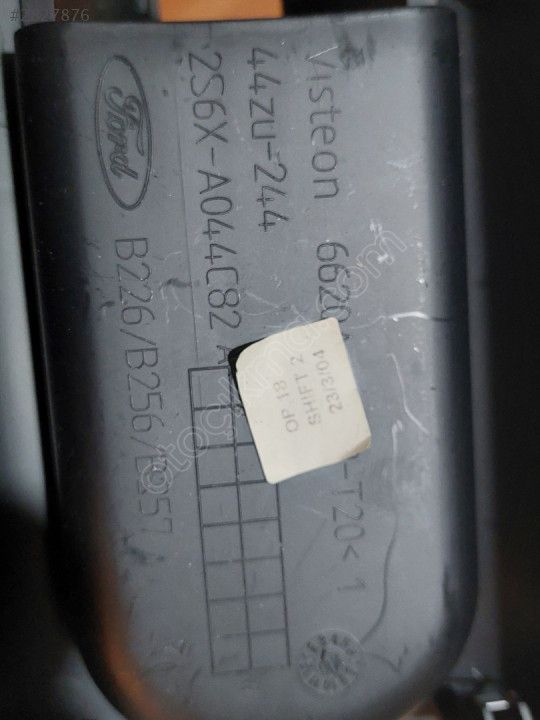 Visteon 6620
-T20< 1
44zu-244
2S6X-A044C82 A
Ford
B226/B256/B257
OP 18
SHIFT 2
23/3/04